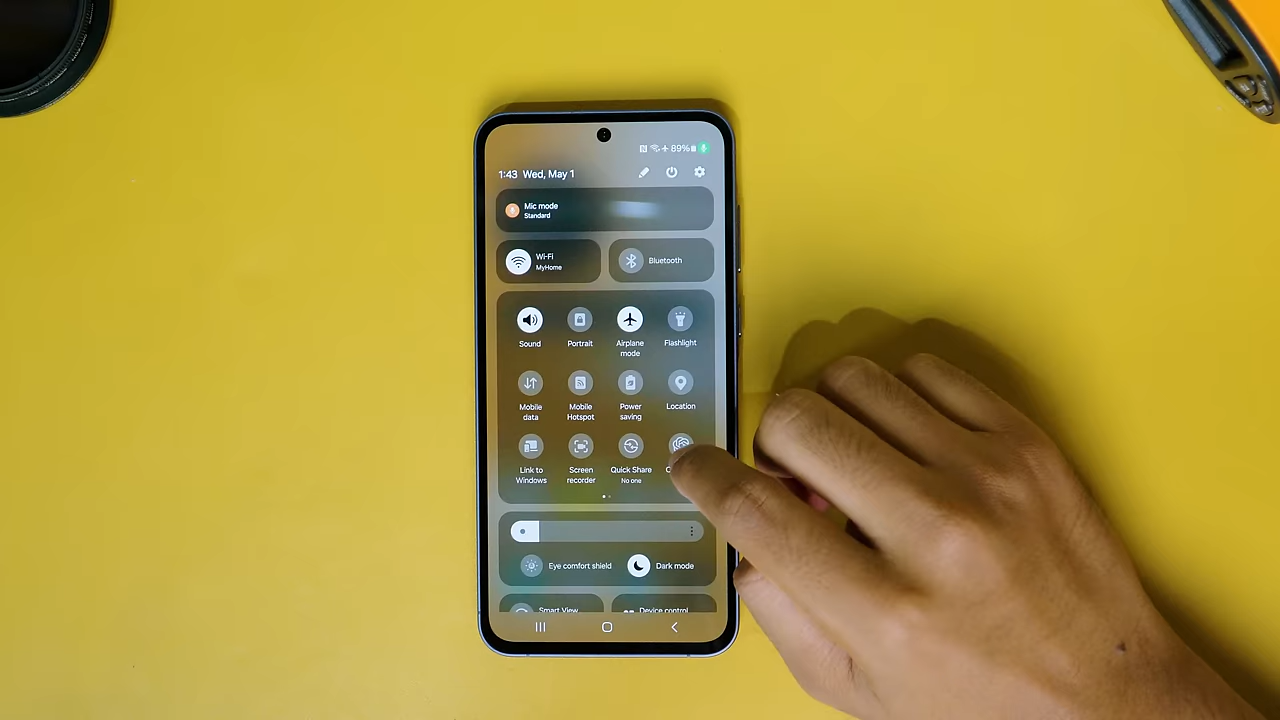 89%
1:43 Wed, May 1
Mic mode
Standard
Wi-Fi
MyHome
Bluetooth
Sound
Portrait
Airplane
mode
Flashlight
Mobile
data
Mobile
Hotspot
Power
saving
Location
Link to
Windows
Screen
recorder
Quick Share
No one
Eye comfort shield
Dark mode
Smart View
Device control